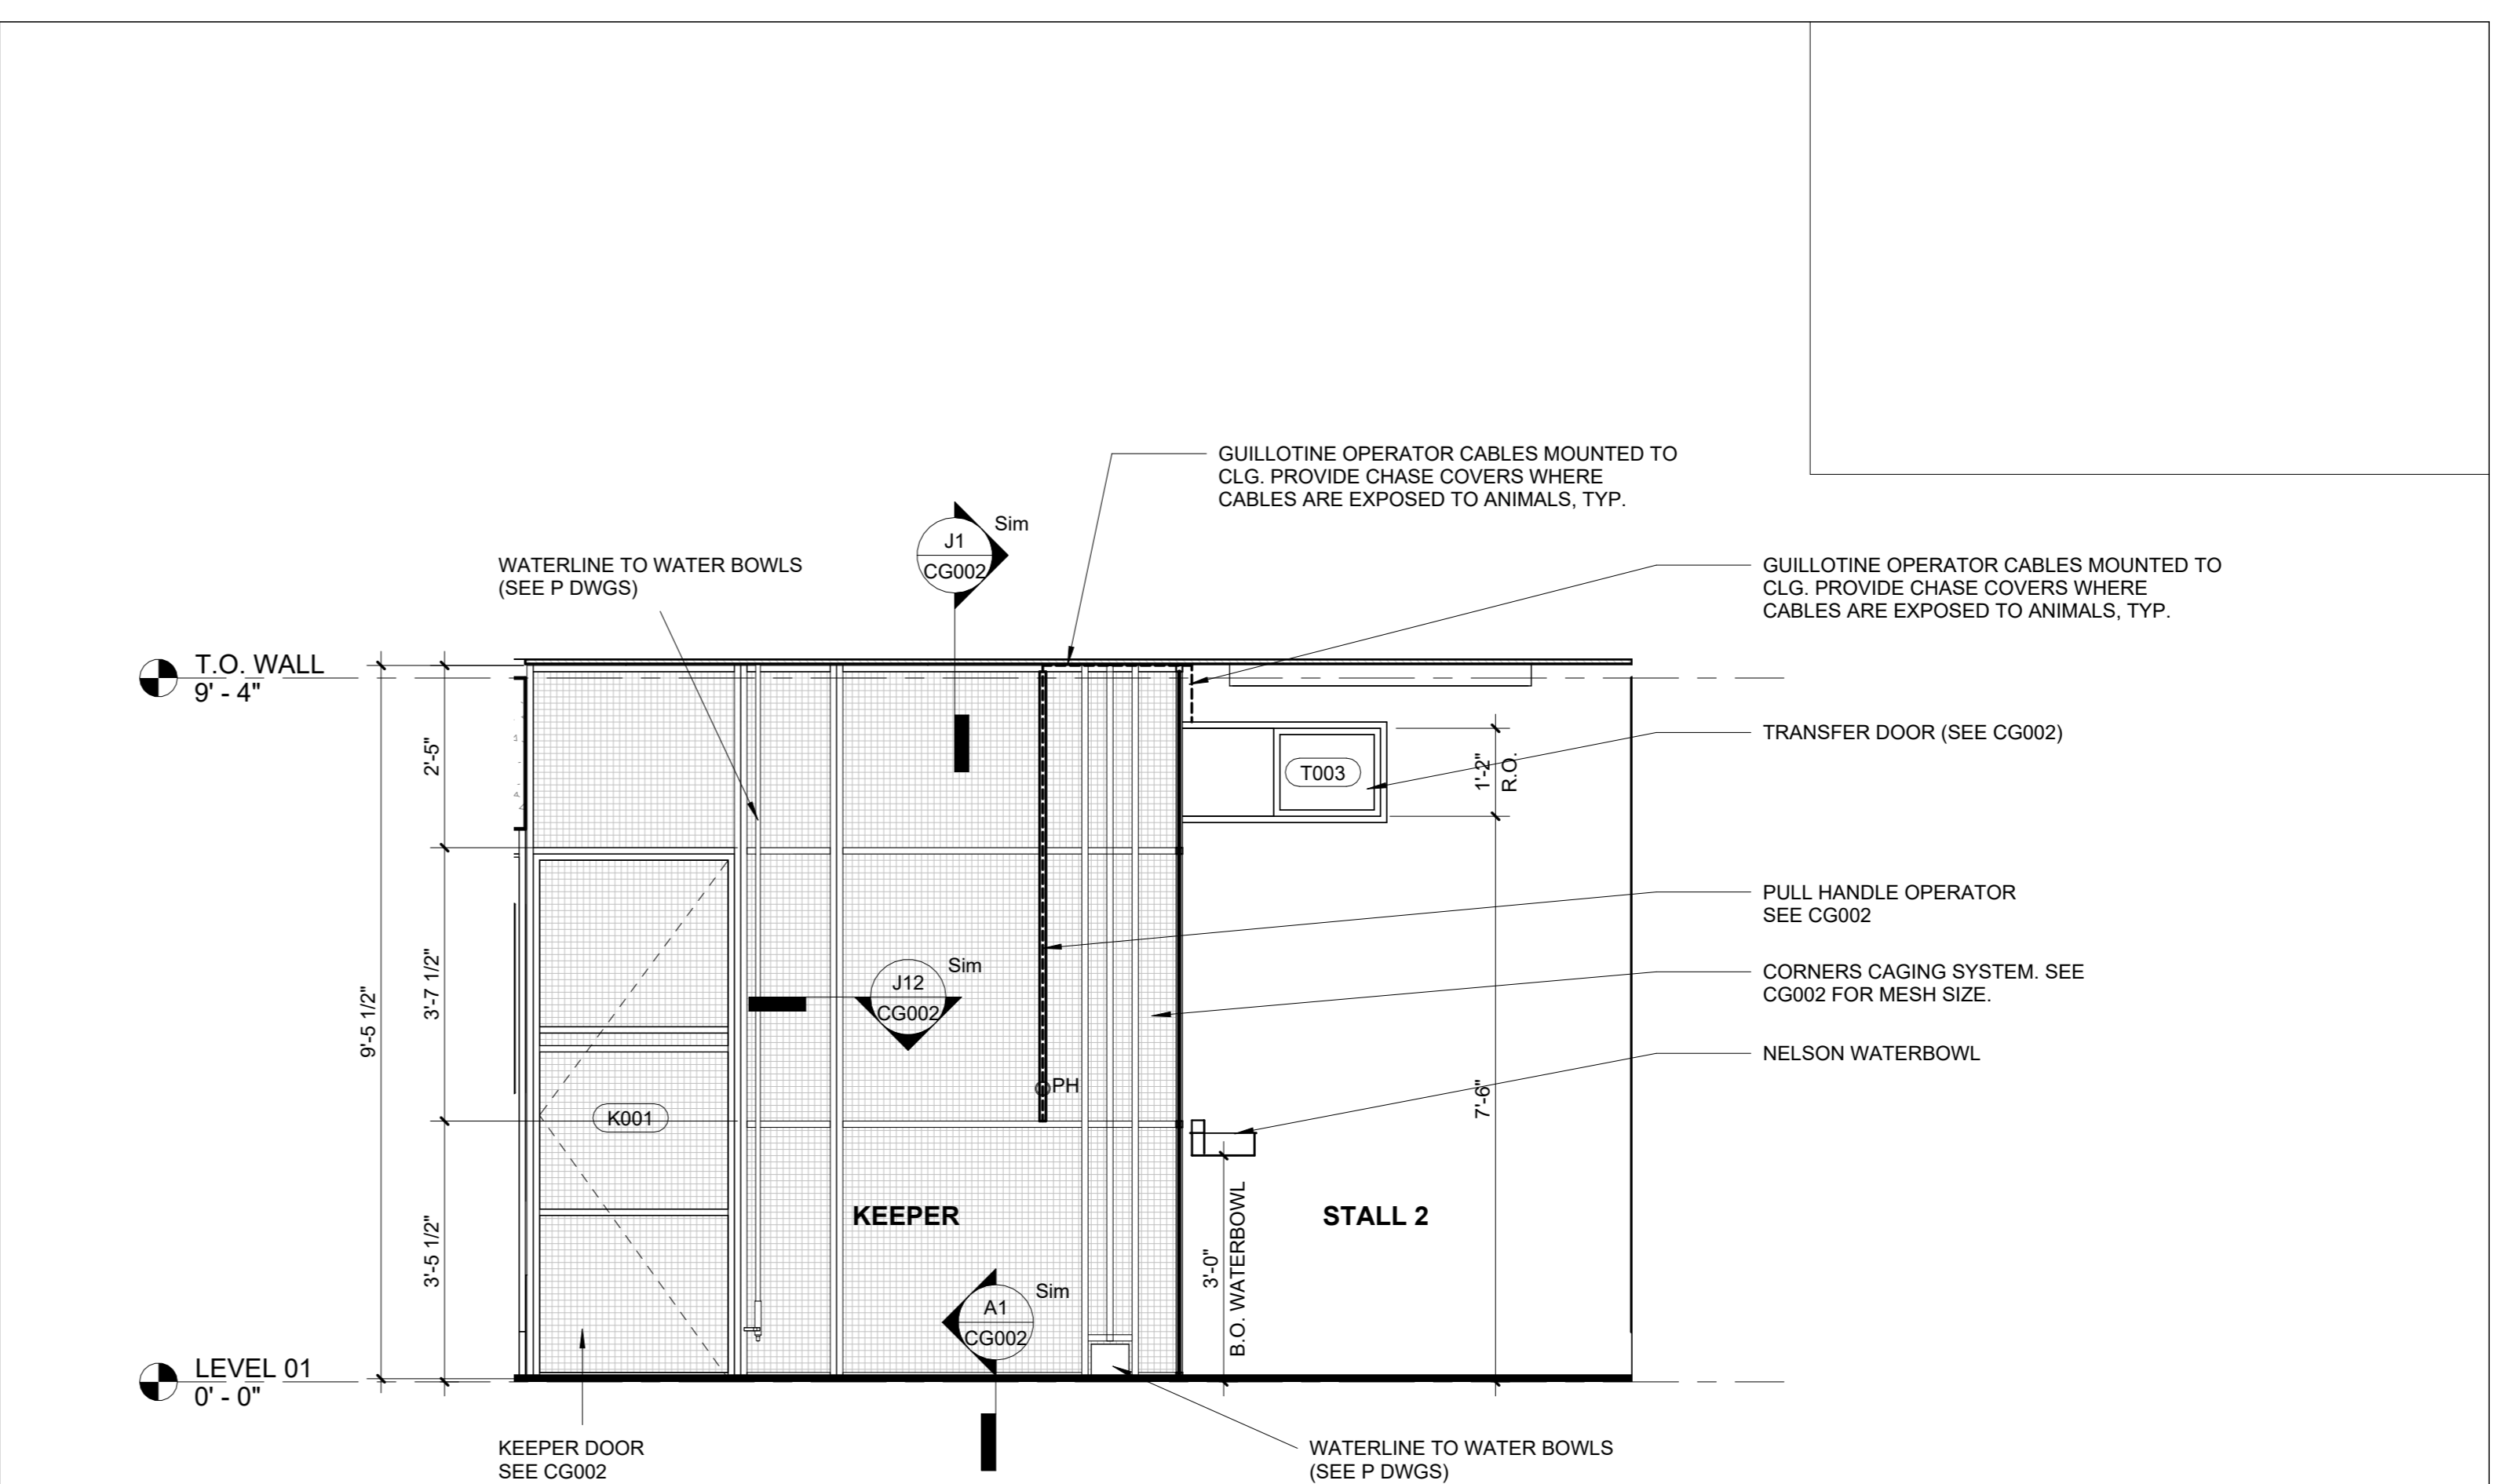 GUILLOTINE OPERATOR CABLES MOUNTED TO
CLG. PROVIDE CHASE COVERS WHERE
CABLES ARE EXPOSED TO ANIMALS, TYP.
J1
CG002
Sim
WATERLINE TO WATER BOWLS
(SEE P DWGS)
GUILLOTINE OPERATOR CABLES MOUNTED TO
CLG. PROVIDE CHASE COVERS WHERE
CABLES ARE EXPOSED TO ANIMALS, TYP.
T.O. WALL
9' - 4"
2'-5"
TRANSFER DOOR (SEE CG002)
T003
1'-2"
R.O.
PULL HANDLE OPERATOR
SEE CG002
3'-7 1/2"
9'-5 1/2"
J12
CG002
Sim
CORNERS CAGING SYSTEM. SEE
CG002 FOR MESH SIZE.
NELSON WATERBOWL
PH
7'-6"
K001
KEEPER
STALL 2
3'-5 1/2"
3'-0"
B.O. WATERBOWL
A1
CG002
Sim
LEVEL 01
0' - 0"
KEEPER DOOR
SEE CG002
WATERLINE TO WATER BOWLS
(SEE P DWGS)